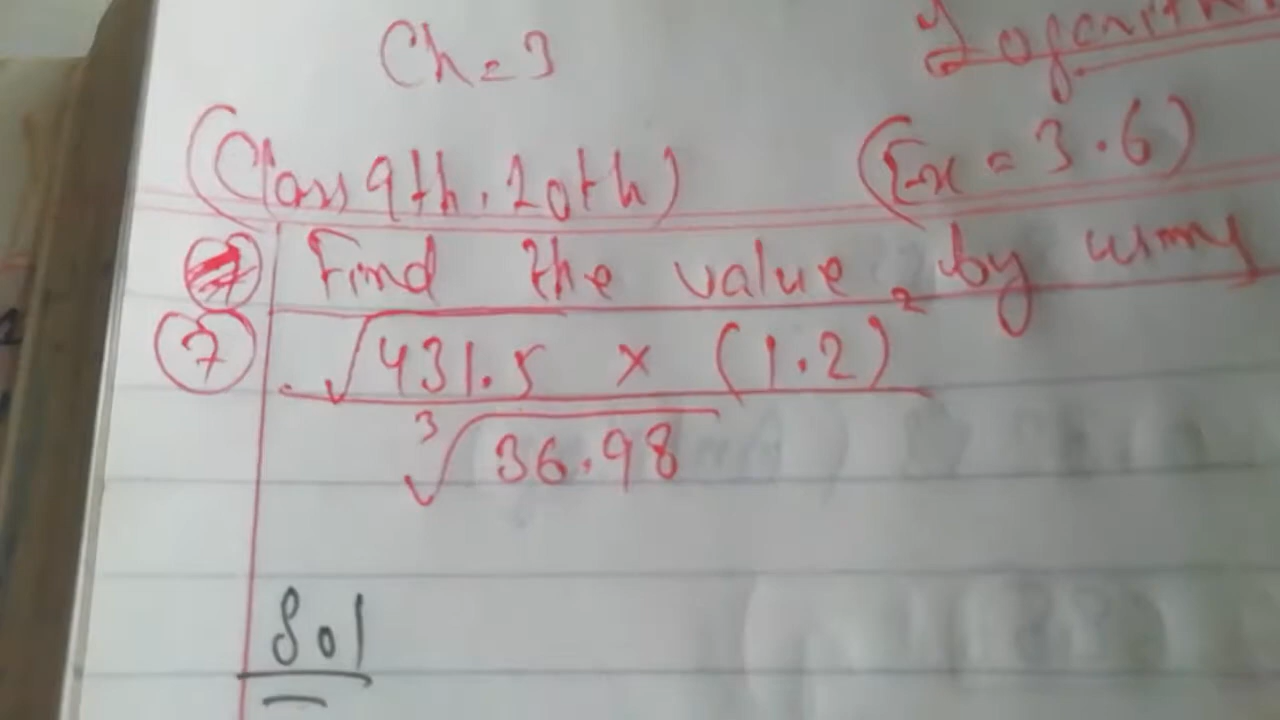 Ch = 3
Logarith
(Class 9th, 10th) (Ex = 3.6)
Find the value by using
7 √431.5 × (1.2)²
∛36.98
Sol